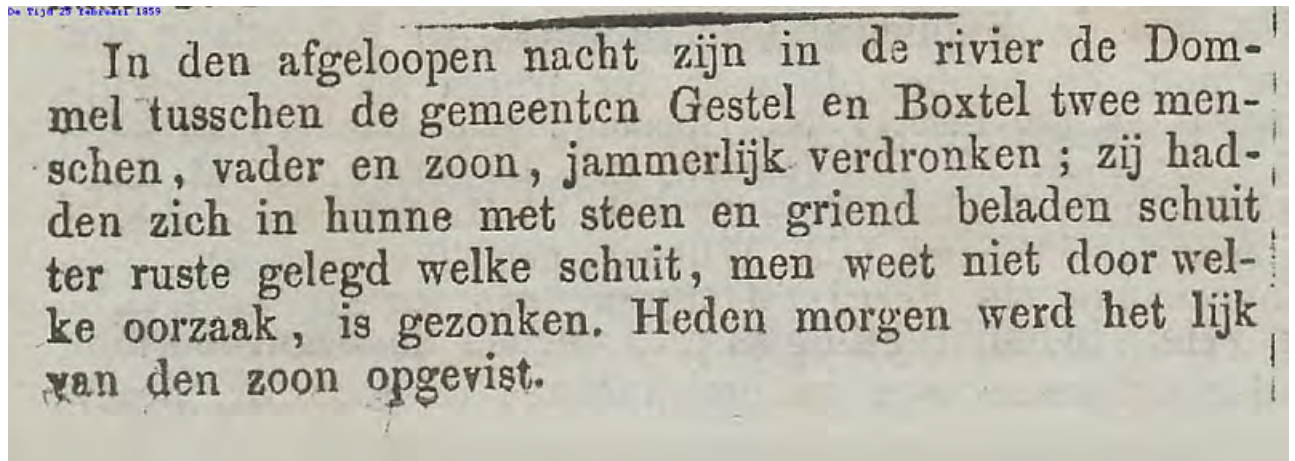 De Tijd 25 februari 1859
In den afgeloopen nacht zijn in de rivier de Dom-
mel tusschen de gemeenten Gestel en Boxtel twee men-
schen, vader en zoon, jammerlijk verdronken; zij had-
den zich in hunne met steen en griend beladen schuit
ter ruste gelegd welke schuit, men weet niet door wel-
ke oorzaak, is gezonken. Heden morgen werd het lijk
van den zoon opgevist.